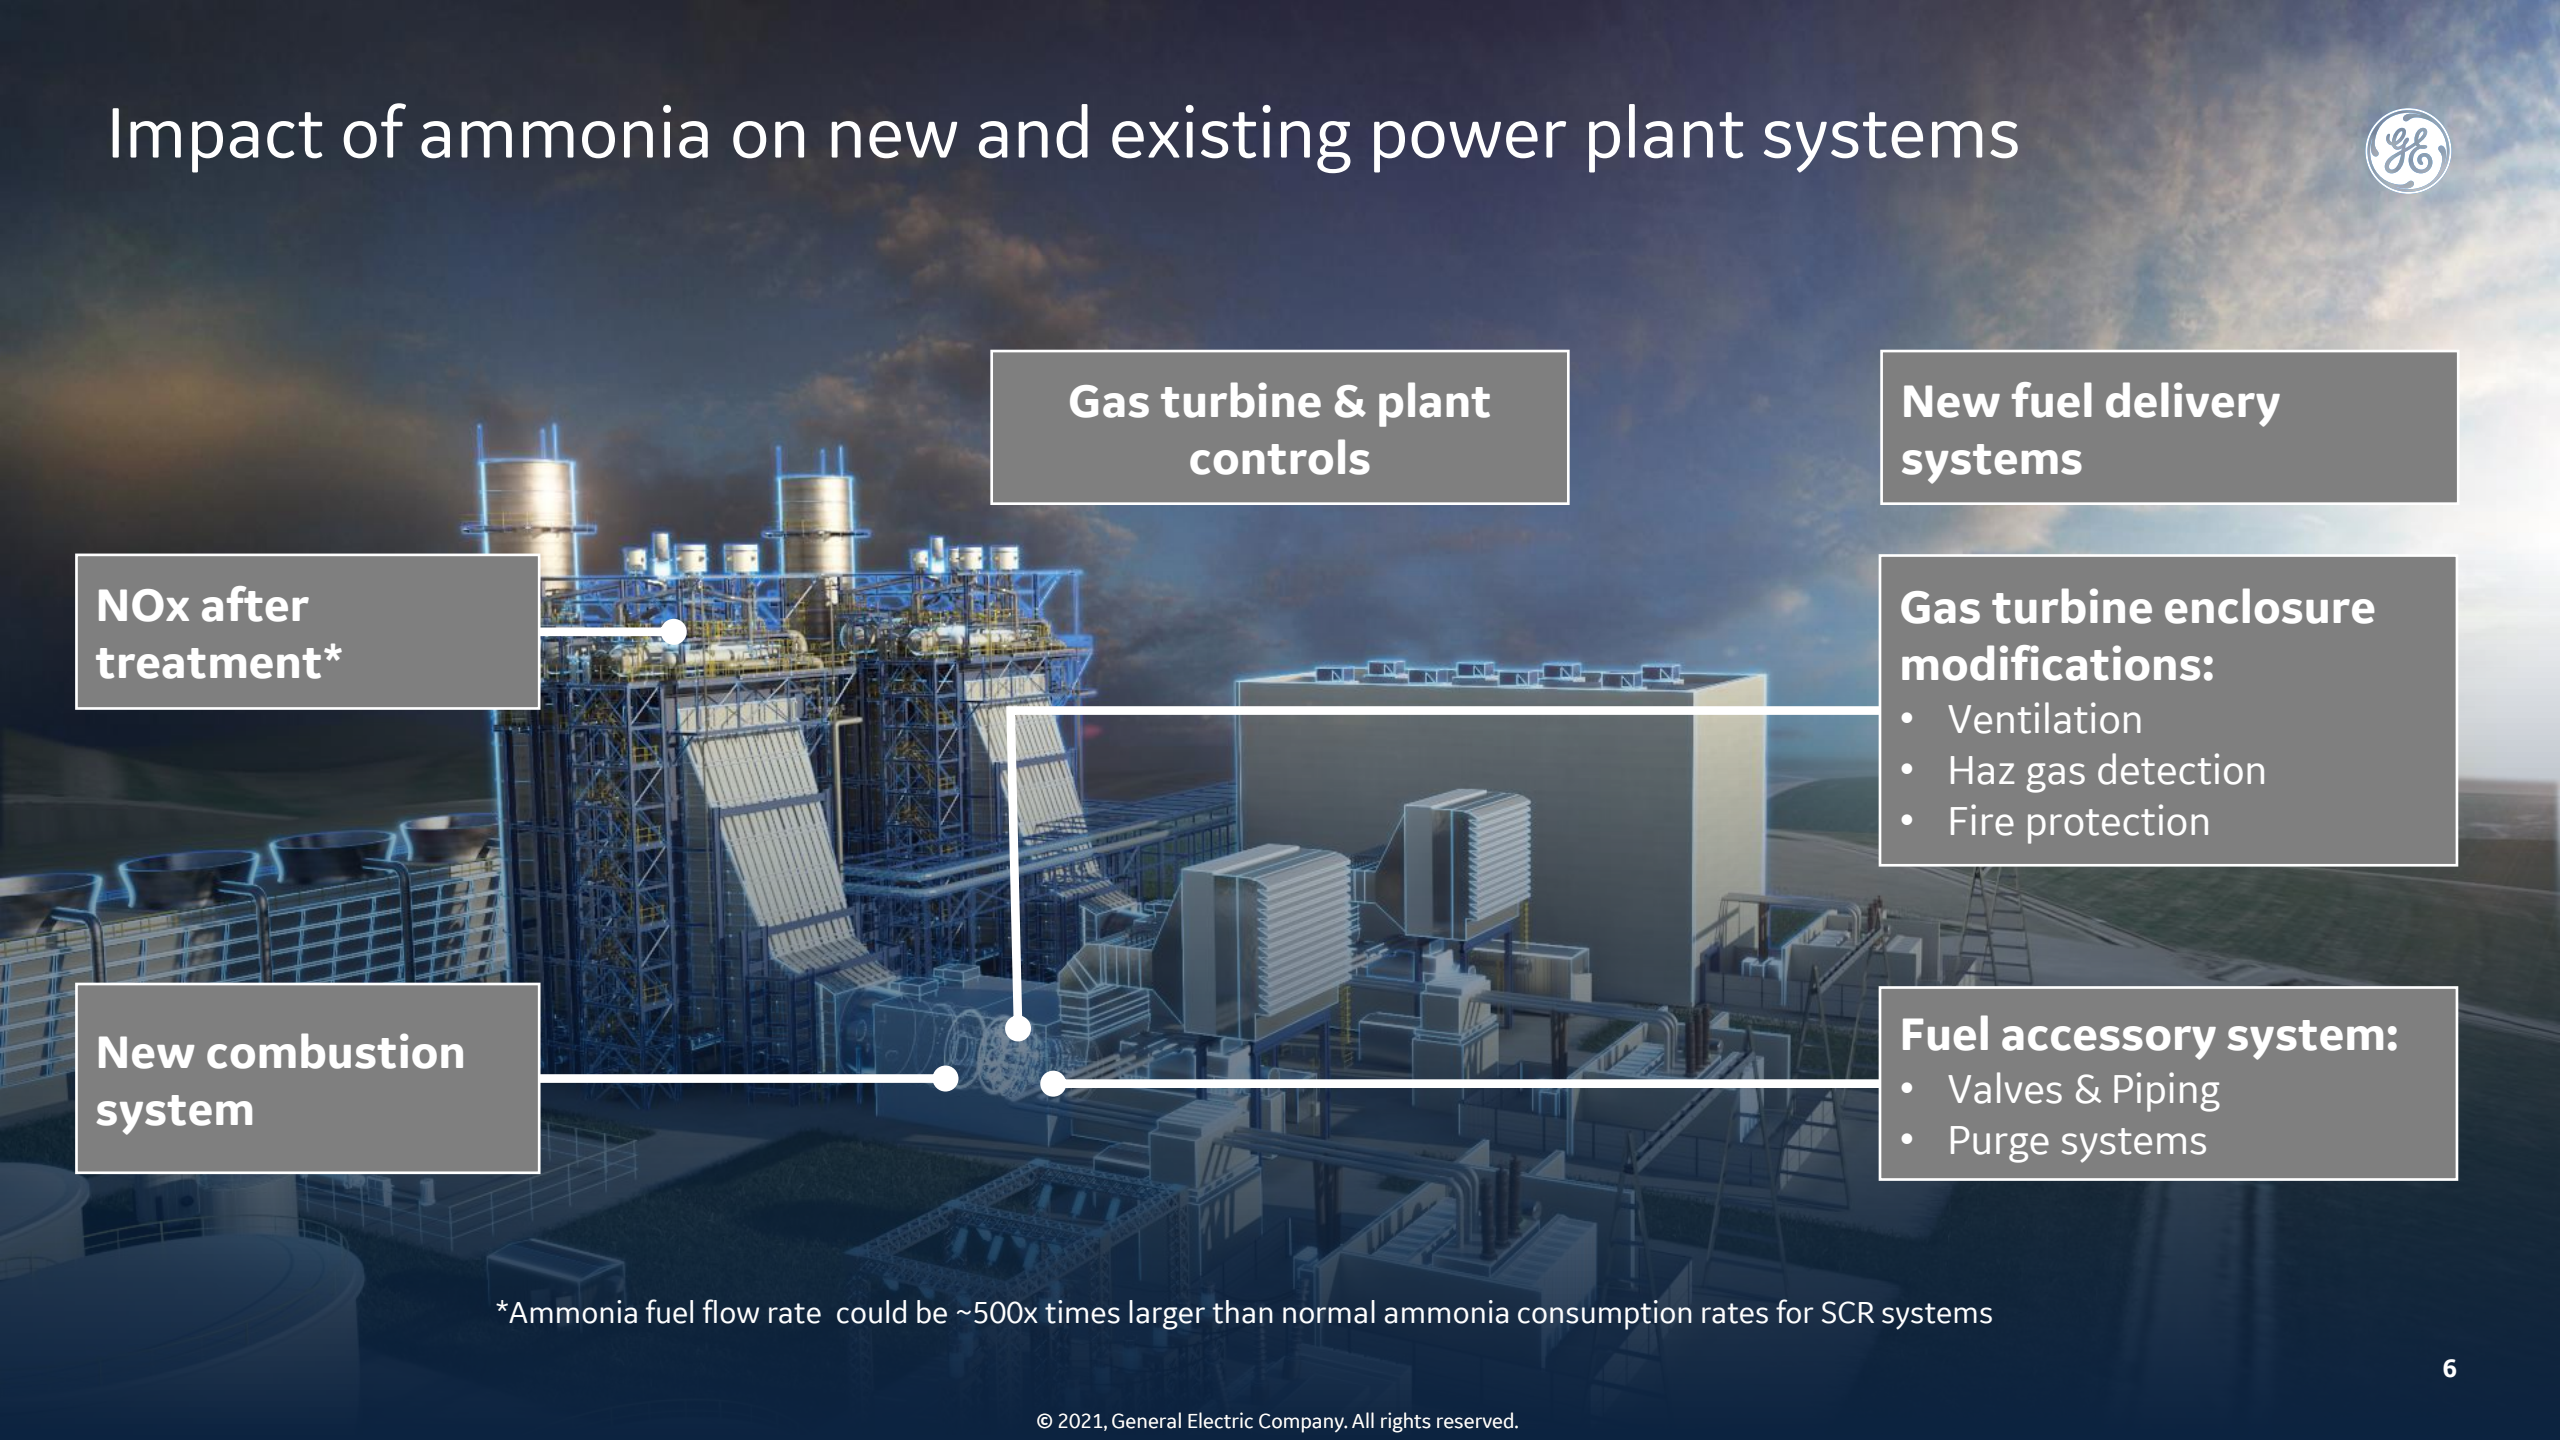 Impact of ammonia on new and existing power plant systems
GE
Gas turbine & plant
controls
New fuel delivery
systems
NOx after
treatment*
Gas turbine enclosure
modifications:
• Ventilation
• Haz gas detection
• Fire protection
New combustion
system
Fuel accessory system:
• Valves & Piping
• Purge systems
*Ammonia fuel flow rate  could be ~500x times larger than normal ammonia consumption rates for SCR systems
6
© 2021, General Electric Company. All rights reserved.